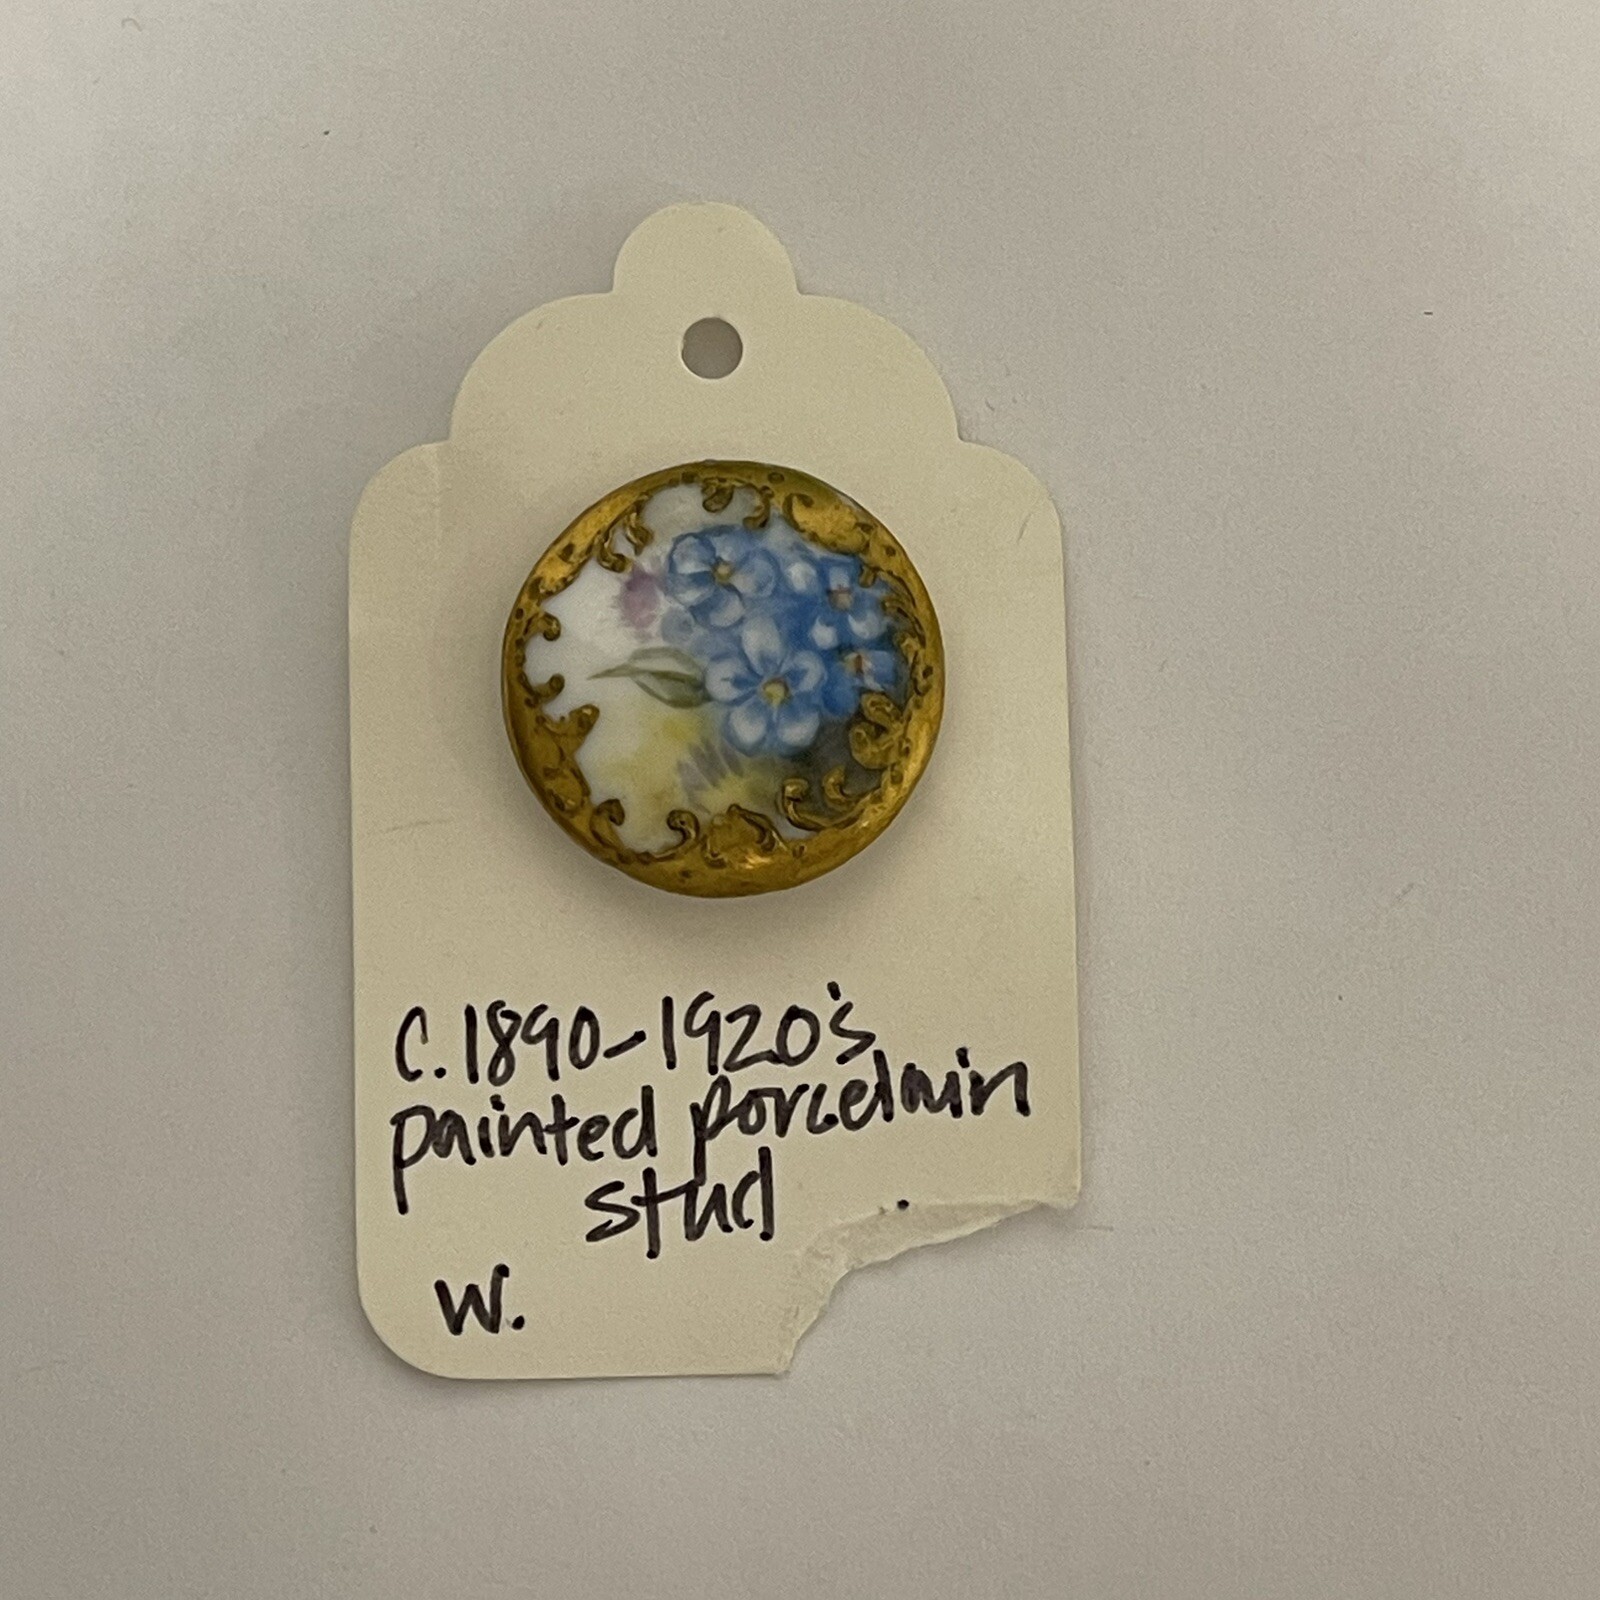 C. 1890-1920's
painted porcelain
stud
W.